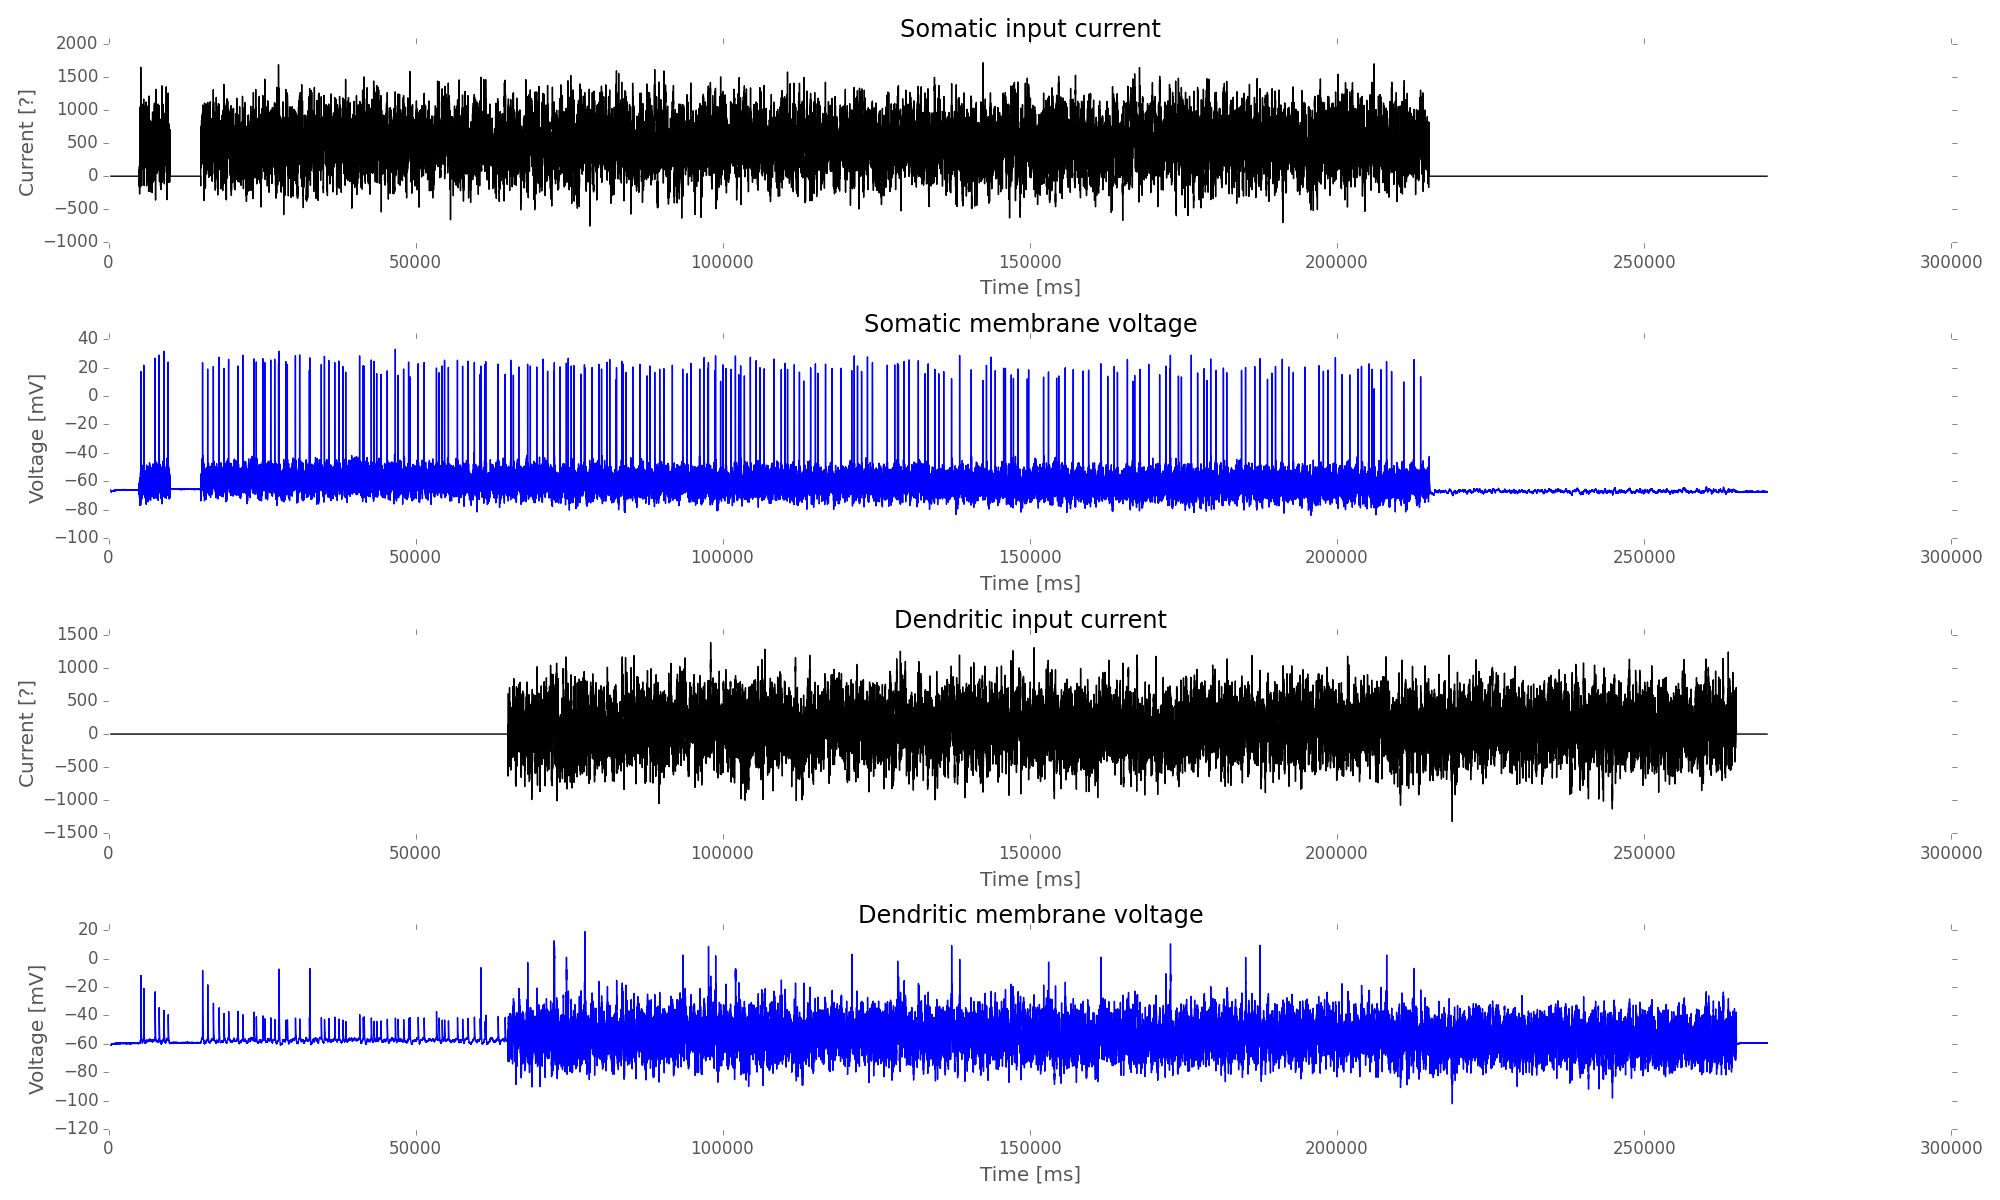 Somatic input current
2000
1500
1000
500
0
−500
−1000
Current [?]
0 50000 100000 150000 200000 250000 300000
Time [ms]
Somatic membrane voltage
40
20
0
−20
−40
−60
−80
−100
Voltage [mV]
0 50000 100000 150000 200000 250000 300000
Time [ms]
Dendritic input current
1500
1000
500
0
−500
−1000
−1500
Current [?]
0 50000 100000 150000 200000 250000 300000
Time [ms]
Dendritic membrane voltage
20
0
−20
−40
−60
−80
−100
−120
Voltage [mV]
0 50000 100000 150000 200000 250000 300000
Time [ms]